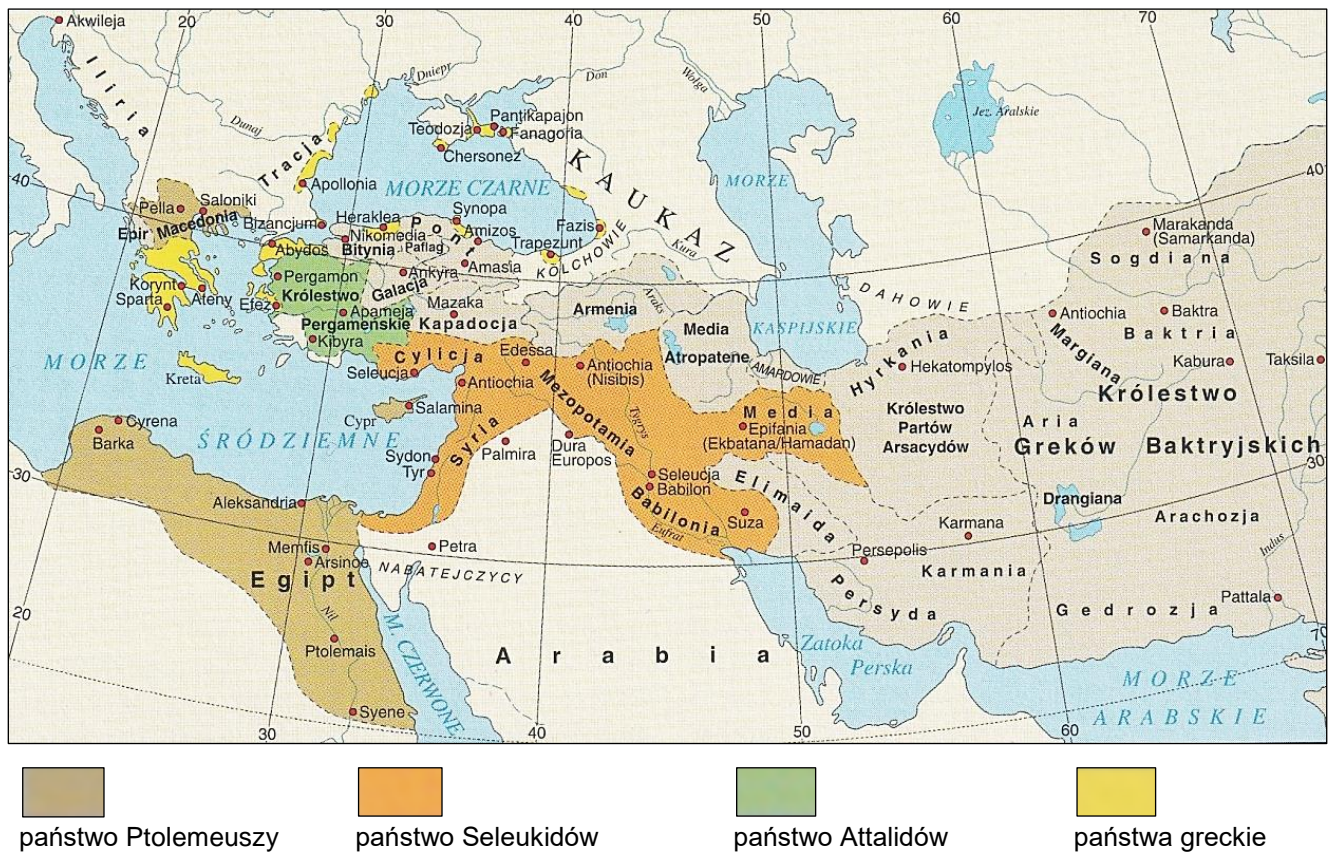 20
30
40
50
60
70
Akwileja
Iliria
Dniepr
Don
Wołga
Dunaj
Jez. Aralskie
Pantikapajon
Teodozja
Fanagoria
Chersonez
Tracja
KAUKAZ
Apollonia
MORZE CZARNE
MORZE
40
40
Saloniki
Pella
Epir
Macedonia
Bizancjum
Heraklea
Pont
Synopa
Fazis
Marakanda
(Samarkanda)
Nikomedia
Bitynia
Paflag
Amizos
Trapezunt
KOLCHOWIE
Kura
Sogdiana
Abydos
Pergamon
Ankyra
Amasia
Galacja
DAHOWIE
Korynt
Sparta
Ateny
Efez
Królestwo
Pergameńskie
Apameja
Kibyra
Mazaka
Kapadocja
Armenia
Araks
Media
Atropatene
KASPIJSKIE
Antiochia
Baktra
Baktria
Margiana
MORZE
Cylicja
Edessa
Seleucja
Antiochia
Antiochia
(Nisibis)
AMARDOWIE
Hyrkania
Hekatompylos
Kabura
Taksila
Kreta
Mezopotamia
Tygrys
Królestwo
Cyrena
Barka
Cypr
Salamina
Media
Epifania
(Ekbatana/Hamadan)
Królestwo
Partów
Arsacydów
Aria
Greków
Baktryjskich
ŚRÓDZIEMNE
Syria
Palmira
Dura
Europos
Sydon
Tyr
30
30
Seleucja
Babilon
Elimaida
Drangiana
Aleksandria
Babilonia
Suza
Eufrat
Karmana
Arachozja
Memfis
Arsinoe
Petra
Persepolis
Indus
Egipt
NABATEJCZYCY
Karmania
Persyda
Gedrozja
Pattala
20
Nil
M. CZERWONE
Ptolemais
Arabia
Zatoka
Perska
70
MORZE
ARABSKIE
Syene
30
40
50
60
państwo Ptolemeuszy
państwo Seleukidów
państwo Attalidów
państwa greckie